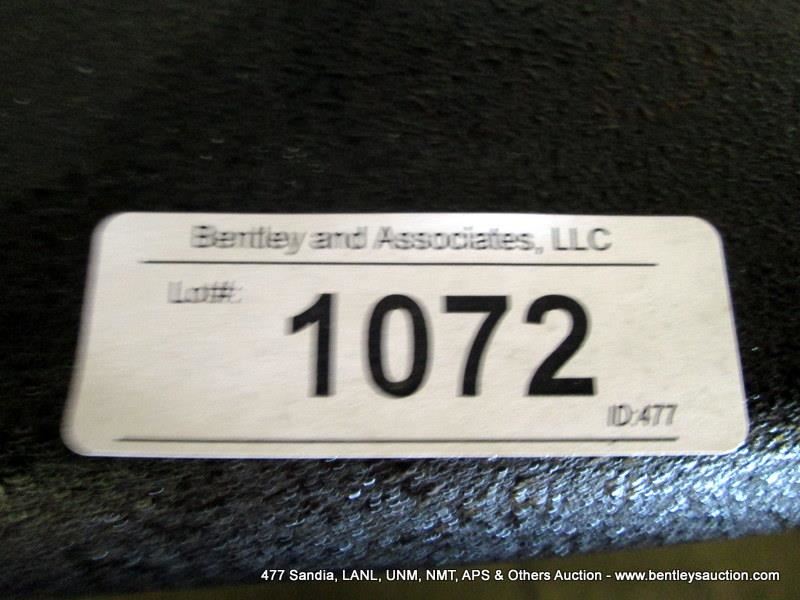 Bentley and Associates, LLC
Lot#:
1072
ID:477
477 Sandia, LANL, UNM, NMT, APS & Others Auction - www.bentleysauction.com